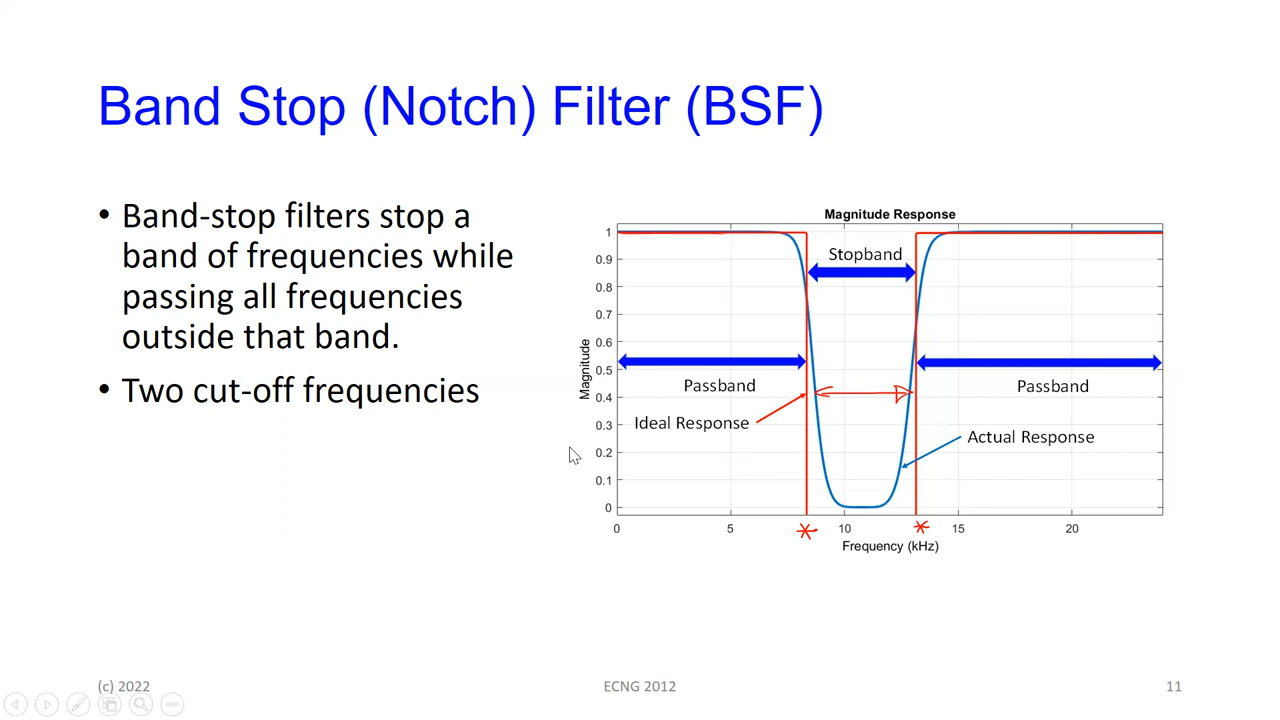 Band Stop (Notch) Filter (BSF)
• Band-stop filters stop a
band of frequencies while
passing all frequencies
outside that band.
• Two cut-off frequencies
Magnitude Response
Magnitude
1
0.9
0.8
0.7
0.6
0.5
0.4
0.3
0.2
0.1
0
Stopband
Passband
Passband
Ideal Response
Actual Response
0 5 10 15 20
Frequency (kHz)
(c) 2022 ECNG 2012 11